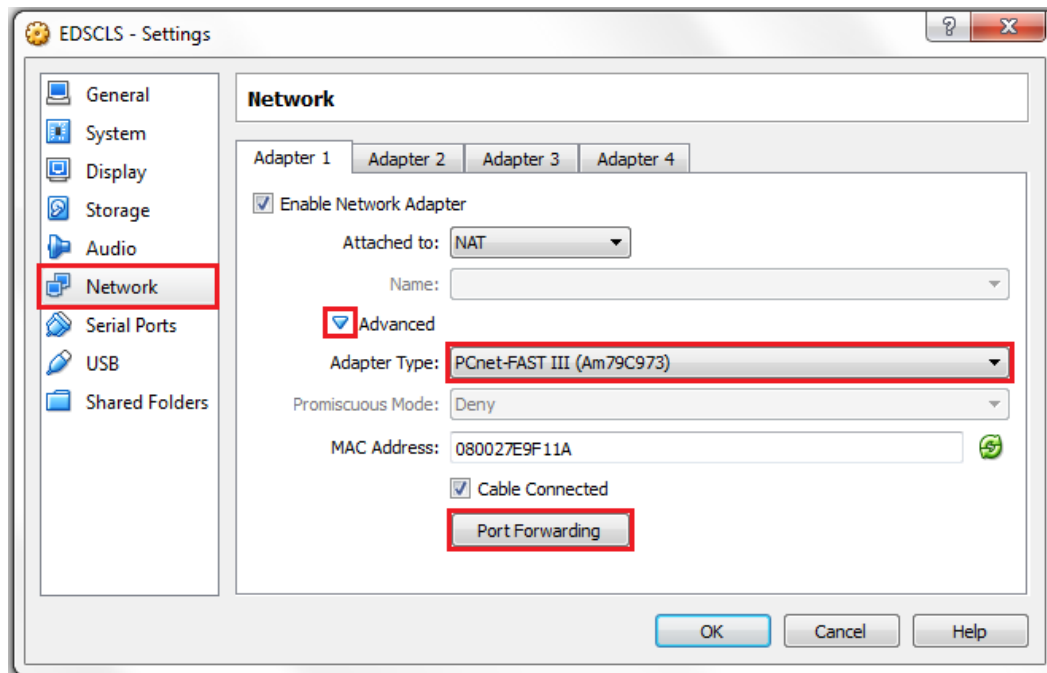 EDSCLS - Settings
?
X
General
System
Display
Storage
Audio
Network
Serial Ports
USB
Shared Folders
Network
Adapter 1 Adapter 2 Adapter 3 Adapter 4
Enable Network Adapter
Attached to: NAT
Name:
Advanced
Adapter Type: PCnet-FAST III (Am79C973)
Promiscuous Mode: Deny
MAC Address: 080027E9F11A
Cable Connected
Port Forwarding
OK Cancel Help